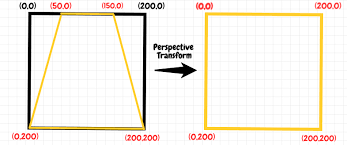 (0,0) (50,0) (150,0) (200,0) (0,0) (200,0)
Perspective
Transform
(0,200) (200,200) (0,200) (200,200)